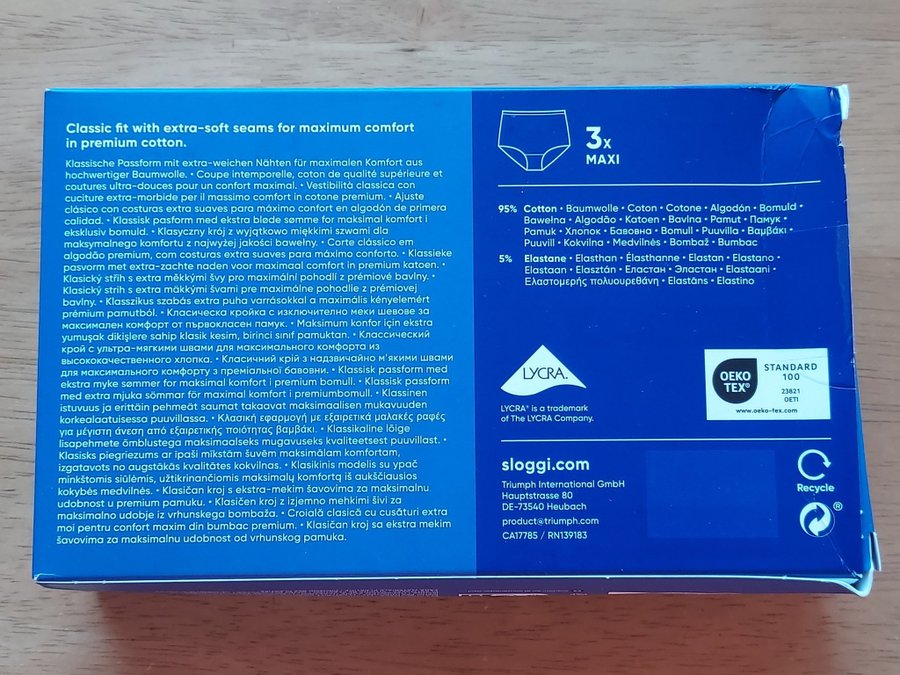 Classic fit with extra-soft seams for maximum comfort
in premium cotton.
Klassische Passform mit extra-weichen Nähten für maximalen Komfort aus
hochwertiger Baumwolle. • Coupe intemporelle, coton de qualité supérieure et
coutures ultra-douces pour un confort maximal. • Vestibilità classica con
cuciture extra-morbide per il massimo comfort in cotone premium. • Ajuste
clásico con costuras extra suaves para máximo confort en algodón de primera
calidad. • Klassisk pasform med ekstra bløde sømme for maksimal komfort i
eksklusiv bomuld. • Klasyczny krój z wyjątkowo miękkimi szwami dla
maksymalnego komfortu z najwyżej jakości bawełny. • Corte clássico em
algodão premium, com costuras extra suaves para máximo conforto. • Klassieke
pasvorm met extra-zachte naden voor maximaal comfort in premium katoen. •
Klasický střih s extra měkkými švy pro maximální pohodlí z prémiové bavlny. •
Klasický strih s extra mäkkými švami pre maximálne pohodlie z prémiovej
bavlny. • Klasszikus szabás extra puha varrásokkal a maximális kényelemért
prémium pamutból. • Класическа кройка с изключително меки шевове за
максимален комфорт от първокласен памук. • Maksimum konfor için ekstra
yumuşak dikişlere sahip klasik kesim, birinci sınıf pamuktan. • Классический
крой с ультра-мягкими швами для максимального комфорта из
высококачественного хлопка. • Класичний крій з надзвичайно м'якими швами
для максимального комфорту з преміальної бавовни. • Klassisk passform med
ekstra myke sømmer for maksimal komfort i premium bomull. • Klassisk passform
med extra mjuka sömmar för maximal komfort i premiumbomull. • Klassinen
istuvuus ja erittäin pehmeät saumat takaavat maksimaalisen mukavuuden
korkealaatuisessa puuvillassa. • Κλασική εφαρμογή με εξαιρετικά μαλακές ραφές
για μέγιστη άνεση από εξαιρετικής ποιότητας βαμβάκι. • Klassikaline lõige
lisapehmete õmblustega maksimaalseks mugavuseks kvaliteetsest puuvillast. •
Klasisks piegriezums ar īpaši mīkstām šuvēm maksimālam komfortam,
izgatavots no augstākās kvalitātes kokvilnas. • Klasikinis modelis su ypač
minkštomis siūlėmis, užtikrinančiomis maksimalų komfortą iš aukščiausios
kokybės medvilnės. • Klasičan kroj s ekstra-mekim šavovima za maksimalnu
udobnost u premium pamuku. • Klasičen kroj z izjemno mehkimi šivi za
maksimalno udobje iz vrhunskega bombaža. • Croială clasică cu cusături extra
moi pentru confort maxim din bumbac premium. • Klasičan kroj sa ekstra mekim
šavovima za maksimalnu udobnost od vrhunskog pamuka.
3x
MAXI
95% Cotton • Baumwolle • Coton • Cotone • Algodón • Bomuld •
Bawełna • Algodão • Katoen • Bavlna • Pamut • Памук •
Pamuk • Хлопок • Бавовна • Bomull • Puuvilla • Βαμβάκι •
Puuvill • Kokvilna • Medvilnės • Bombaž • Bumbac
5% Elastane • Elasthan • Élasthanne • Elastan • Elastano •
Elastaan • Elasztán • Еластан • Эластан • Elastaani •
Ελαστομερής πολυουρεθάνη • Elastāns • Elastino
LYCRA®
LYCRA® is a trademark
of The LYCRA Company.
OEKO
TEX®
STANDARD
100
23821
OETI
www.oeko-tex.com
sloggi.com
Triumph International GmbH
Hauptstrasse 80
DE-73540 Heubach
product@triumph.com
CA17785 / RN139183
Recycle
®